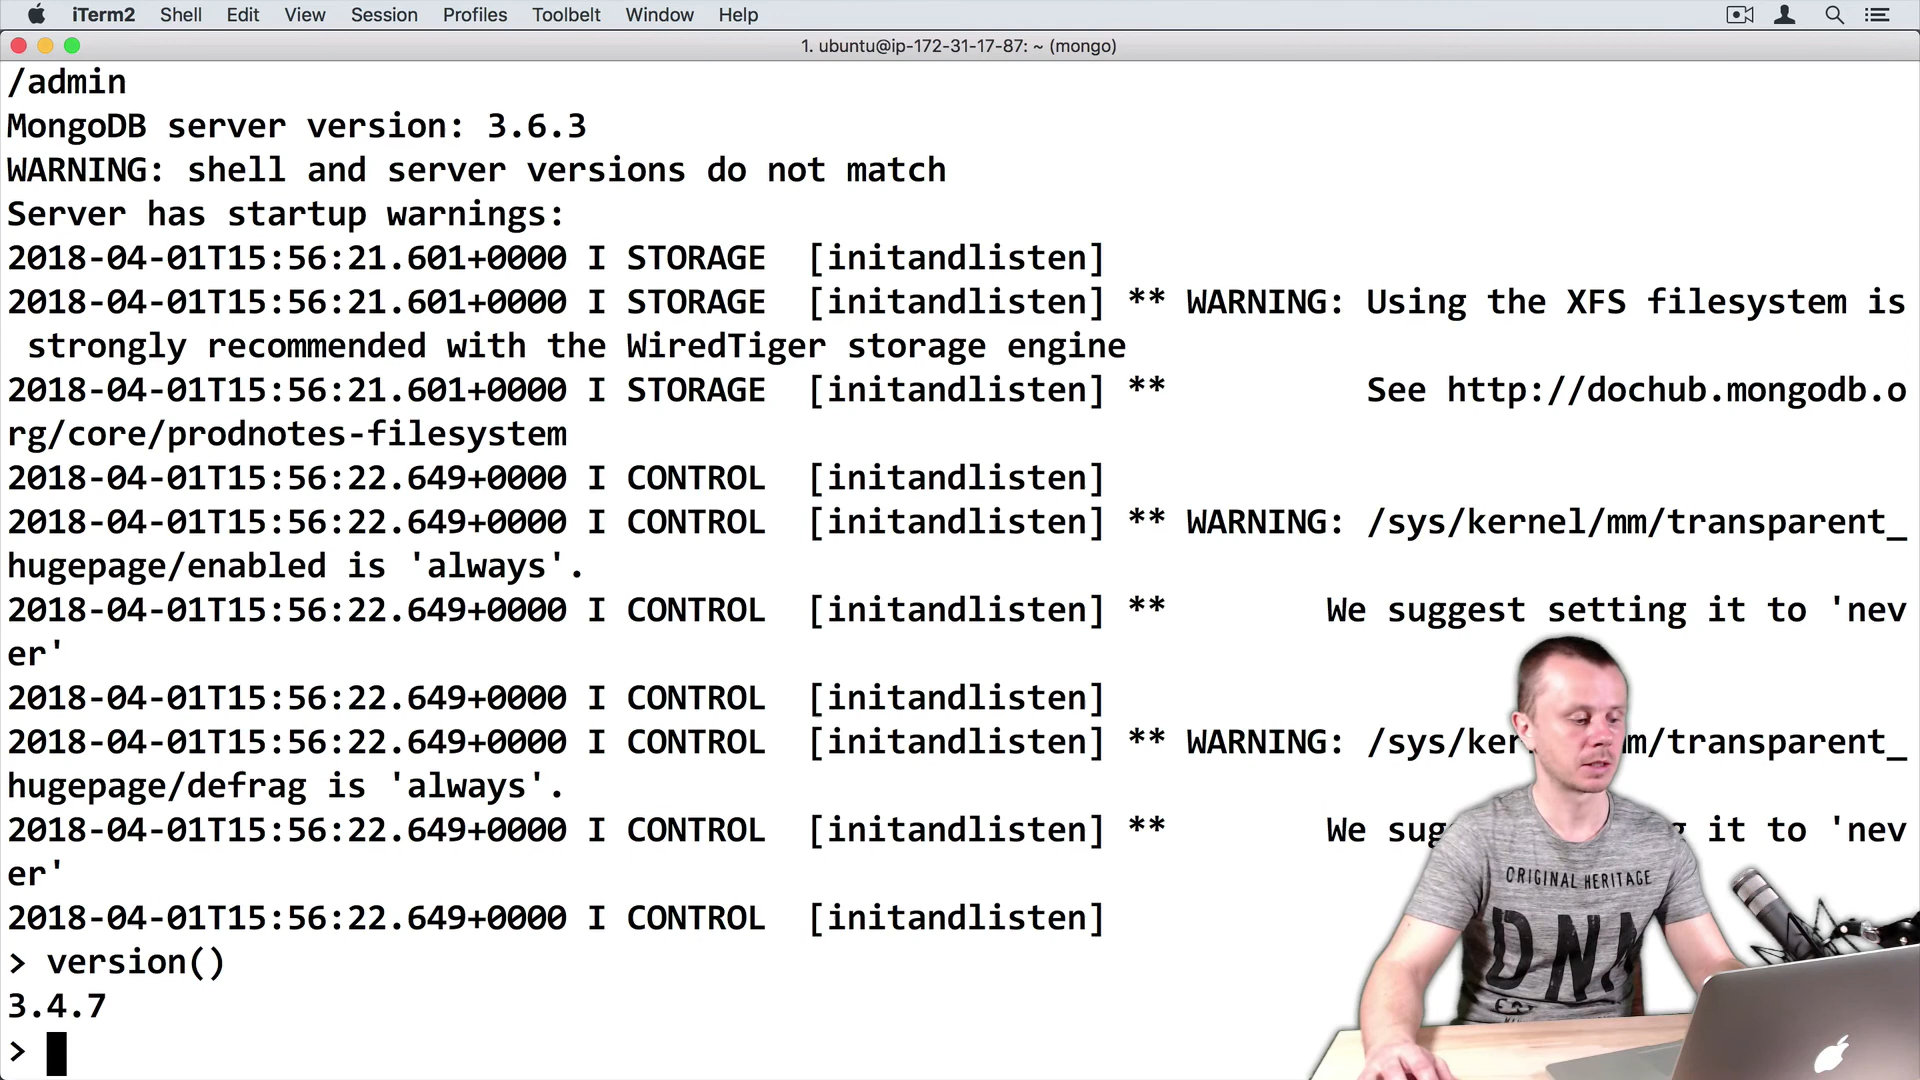 iTerm2 Shell Edit View Session Profiles Toolbelt Window Help
1. ubuntu@ip-172-31-17-87: ~ (mongo)
/admin
MongoDB server version: 3.6.3
WARNING: shell and server versions do not match
Server has startup warnings:
2018-04-01T15:56:21.601+0000 I STORAGE  [initandlisten]
2018-04-01T15:56:21.601+0000 I STORAGE  [initandlisten] ** WARNING: Using the XFS filesystem is
 strongly recommended with the WiredTiger storage engine
2018-04-01T15:56:21.601+0000 I STORAGE  [initandlisten] **          See http://dochub.mongodb.o
rg/core/prodnotes-filesystem
2018-04-01T15:56:22.649+0000 I CONTROL  [initandlisten]
2018-04-01T15:56:22.649+0000 I CONTROL  [initandlisten] ** WARNING: /sys/kernel/mm/transparent_
hugepage/enabled is 'always'.
2018-04-01T15:56:22.649+0000 I CONTROL  [initandlisten] **        We suggest setting it to 'nev
er'
2018-04-01T15:56:22.649+0000 I CONTROL  [initandlisten]
2018-04-01T15:56:22.649+0000 I CONTROL  [initandlisten] ** WARNING: /sys/ker m/transparent_
hugepage/defrag is 'always'.
2018-04-01T15:56:22.649+0000 I CONTROL  [initandlisten] **        We sug g it to 'nev
er'
2018-04-01T15:56:22.649+0000 I CONTROL  [initandlisten]
> version()
3.4.7
>
ORIGINAL HERITAGE
DNM